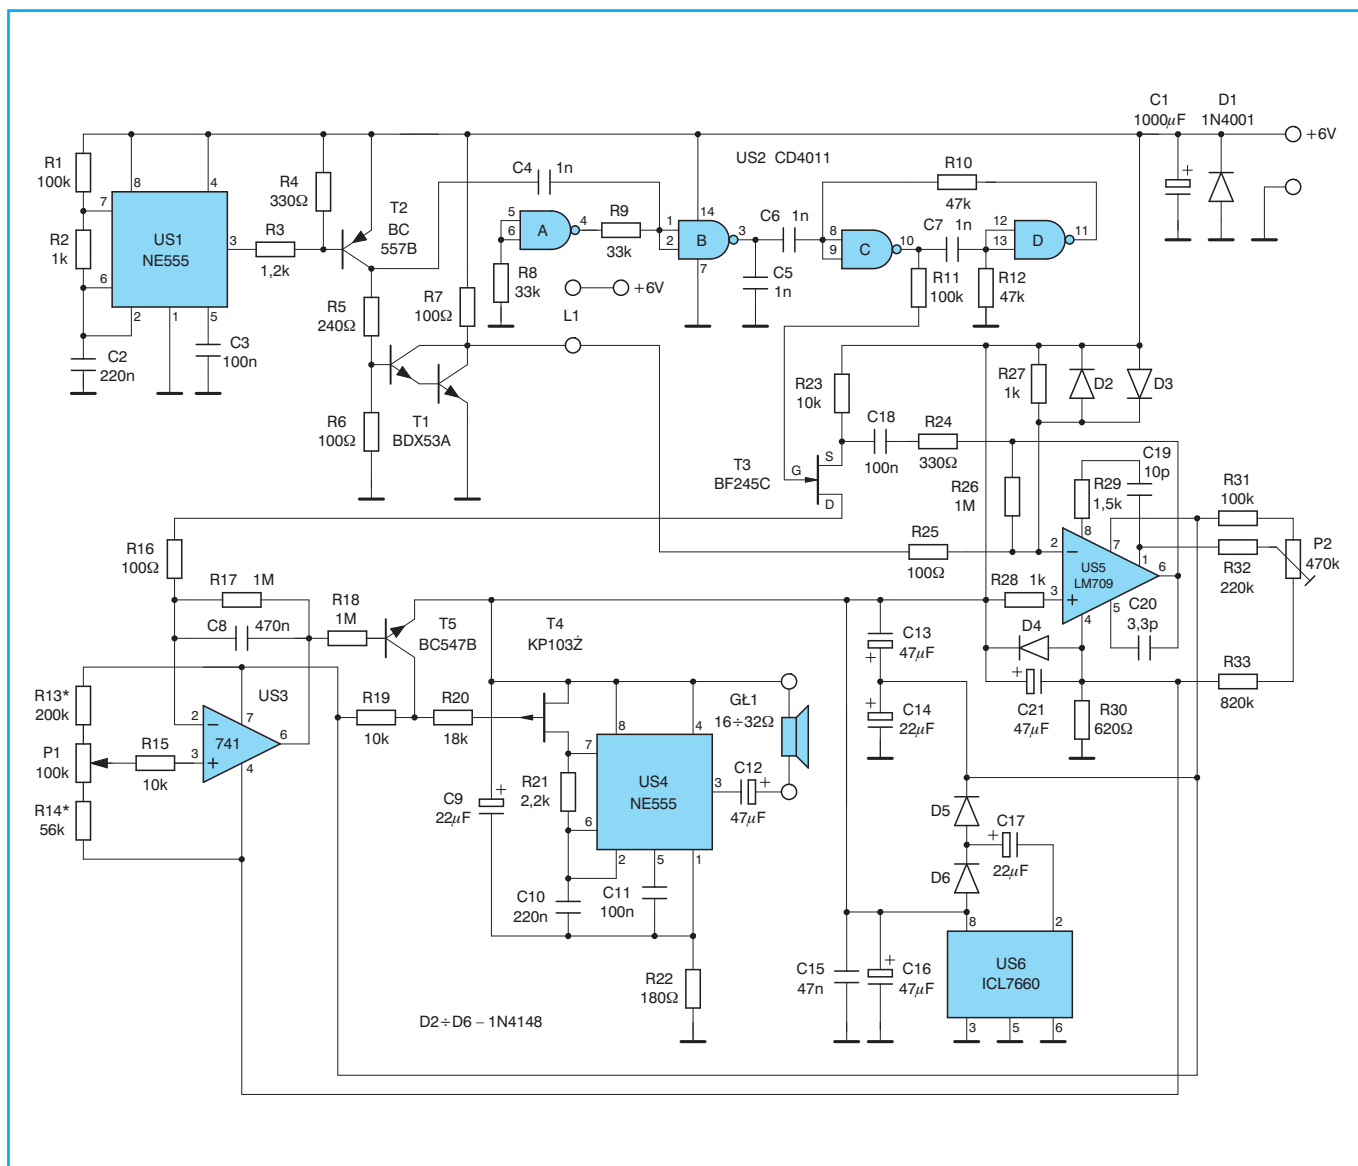 C1
1000µF
D1
1N4001
+6V
R1
100k
8
4
7
US1
NE555
3
R2
1k
6
2
1
5
C2
220n
C3
100n
R3
1,2k
R4
330Ω
T2
BC
557B
R5
240Ω
R6
100Ω
R7
100Ω
T1
BDX53A
C4
1n
5
6
A
4
R8
33k
R9
33k
+6V
L1
US2 CD4011
1
2
14
B
3
7
C6
1n
C5
1n
R10
47k
8
9
C
10
C7
1n
12
13
D
11
R11
100k
R12
47k
R23
10k
C18
100n
R24
330Ω
T3
BF245C
G
S
D
R27
1k
D2
D3
R26
1M
R25
100Ω
R29
1,5k
C19
10p
R31
100k
P2
470k
R32
220k
R33
820k
2
8
7
1
6
US5
LM709
3
5
4
R28
1k
C20
3,3p
D4
C21
47µF
R30
620Ω
R16
100Ω
R17
1M
C8
470n
R18
1M
T5
BC547B
T4
KP103Ż
US3
2
7
741
6
3
4
R13*
200k
P1
100k
R14*
56k
R15
10k
R19
10k
R20
18k
C9
22µF
R21
2,2k
7
8
4
US4
NE555
3
6
2
5
1
C10
220n
C11
100n
C12
47µF
GŁ1
16÷32Ω
R22
180Ω
C13
47µF
C14
22µF
D5
D6
C17
22µF
C15
47n
C16
47µF
8
2
US6
ICL7660
3
5
6
D2÷D6 – 1N4148